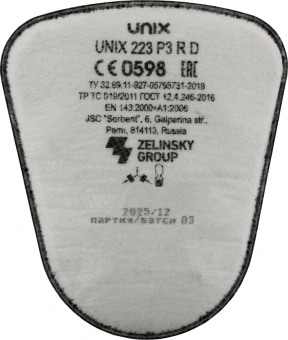 UNIX
UNIX 223 P3 R D
CE 0598 EAC
ТУ 32.99.11-927-05795731-2019
ТР ТС 019/2011 ГОСТ 12.4.246-2016
EN 143:2000+A1:2006
JSC "Sorbent", 6, Galperina str.,
Perm, 614113, Russia
ZELINSKY
GROUP
2025/12
партия/batch 03